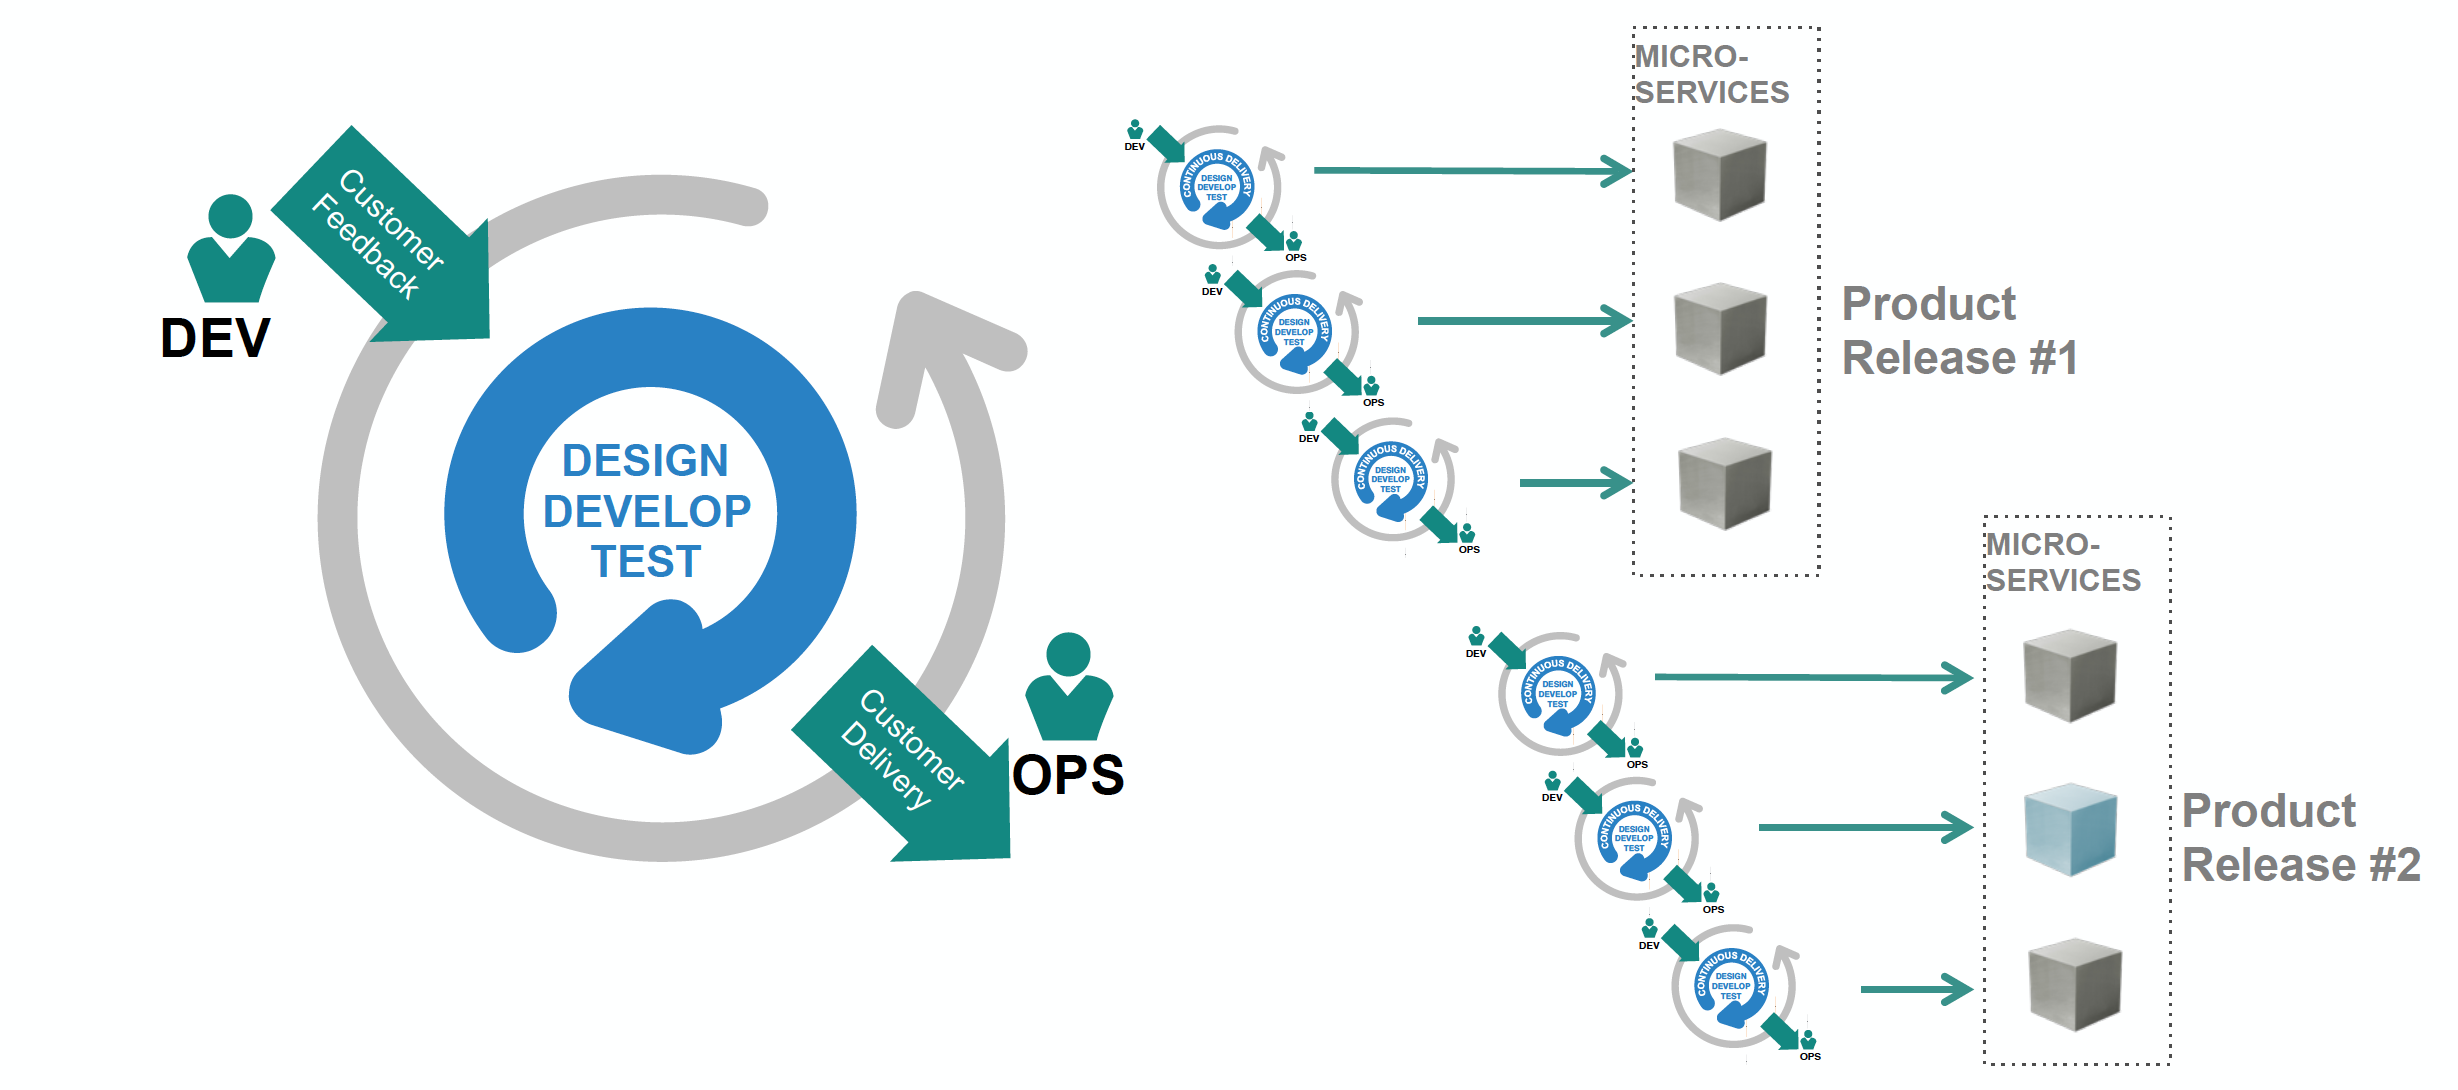 Customer
Feedback
DEV
DESIGN
DEVELOP
TEST
Customer
Delivery
OPS
DEV
CONTINUOUS DELIVERY
DESIGN
DEVELOP
TEST
OPS
DEV
CONTINUOUS DELIVERY
DESIGN
DEVELOP
TEST
OPS
DEV
CONTINUOUS DELIVERY
DESIGN
DEVELOP
TEST
OPS
MICRO-
SERVICES
Product
Release #1
DEV
CONTINUOUS DELIVERY
DESIGN
DEVELOP
TEST
OPS
DEV
CONTINUOUS DELIVERY
DESIGN
DEVELOP
TEST
OPS
DEV
CONTINUOUS DELIVERY
DESIGN
DEVELOP
TEST
OPS
MICRO-
SERVICES
Product
Release #2